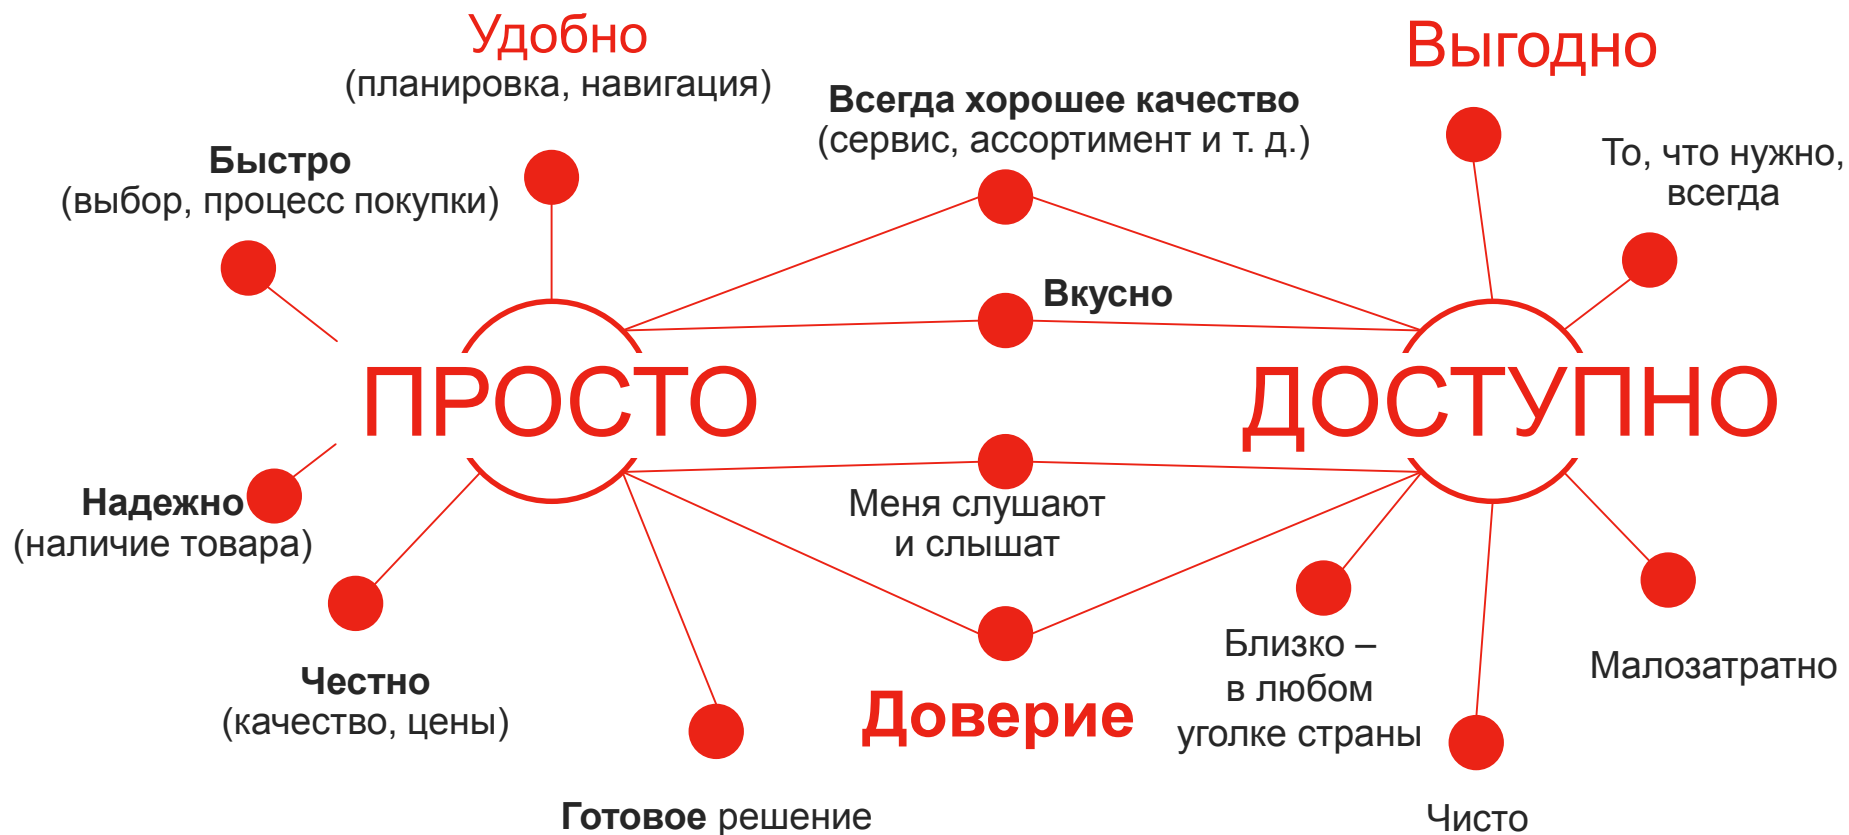 Удобно
(планировка, навигация)
Выгодно
Всегда хорошее качество
(сервис, ассортимент и т. д.)
Быстро
(выбор, процесс покупки)
То, что нужно,
всегда
Вкусно
ПРОСТО
ДОСТУПНО
Надежно
(наличие товара)
Меня слушают
и слышат
Честно
(качество, цены)
Доверие
Близко –
в любом
уголке страны
Малозатратно
Готовое решение
Чисто